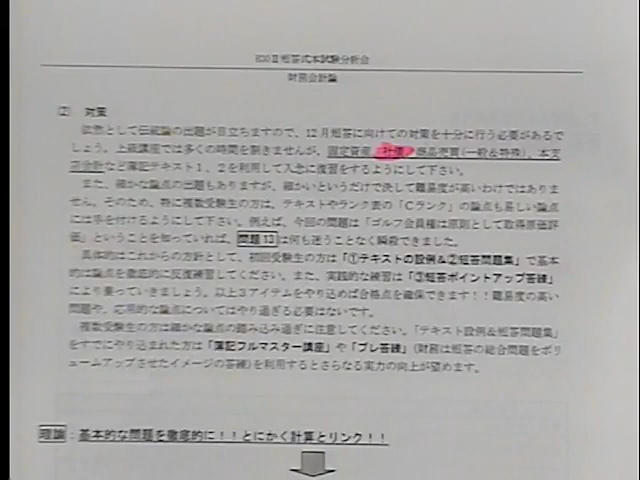 H30Ⅱ短答式本試験分析会
財務会計論
(2) 対策
依然として伝統論の出題が目立ちますので、12月短答に向けての対策を十分に行う必要があるで
しょう。上級講座では多くの時間を割きませんが、固定資産 商品売買(一般&特殊)、本支
店会計など簿記テキスト1、2を利用して入念に復習をするようにして下さい。
また、細かな論点の出題もありますが、細かいというだけで決して難易度が高いわけではありま
せん。そのため、特に複数受験生の方は、テキストやランク表の「Cランク」の論点も易しい論点
には手を付けるようにして下さい。例えば、今回の問題は「ゴルフ会員権は原則として取得原価評
価」ということを知っていれば、問題13は何も迷うことなく瞬殺できました。
具体的はこれからの方針として、初回受験生の方は「①テキストの設例&②短答問題集」で基本
的は論点を徹底的に反復練習してください。また、実践的な練習は「③短答ポイントアップ答練」
により養っていきましょう。以上3アイテムをやり込めば合格点を確保できます!!難易度の高い
問題や、応用的な論点についてはやり過ぎる必要はないです。
複数受験生の方は細かな論点の踏み込み過ぎに注意してください。「テキスト設例&短答問題集」
をすでにやり込まれた方は「簿記フルマスター講座」や「プレ答練」(財務は短答の総合問題をボリ
ュームアップさせたイメージの答練)を利用するとさらなる実力の向上が望めます。
理論:基本的な問題を徹底的に!!とにかく計算とリンク!!